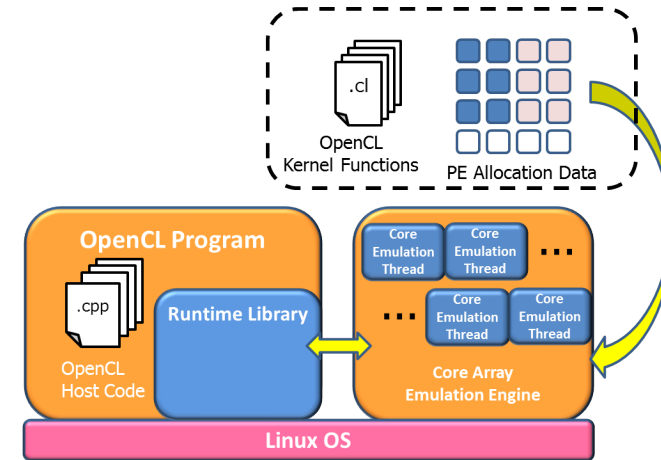 .cl
OpenCL
Kernel Functions
PE Allocation Data
OpenCL Program
.cpp
OpenCL
Host Code
Runtime Library
Core
Emulation
Thread
Core
Emulation
Thread
...
...
Core
Emulation
Thread
Core
Emulation
Thread
Core Array
Emulation Engine
Linux OS